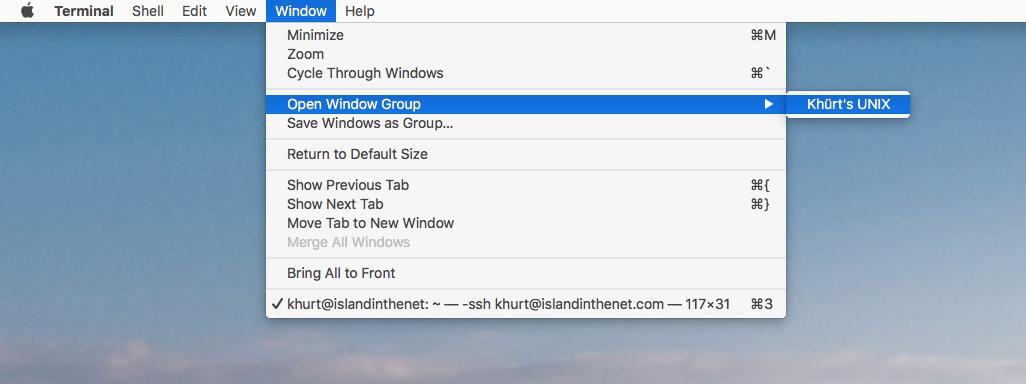 Terminal Shell Edit View Window Help
Minimize ⌘M
Zoom
Cycle Through Windows ⌘`
Open Window Group ▶ Khürt's UNIX
Save Windows as Group...
Return to Default Size
Show Previous Tab ⌘{
Show Next Tab ⌘}
Move Tab to New Window
Merge All Windows
Bring All to Front
✓ khurt@islandinthenet: ~ — -ssh khurt@islandinthenet.com — 117×31 ⌘3